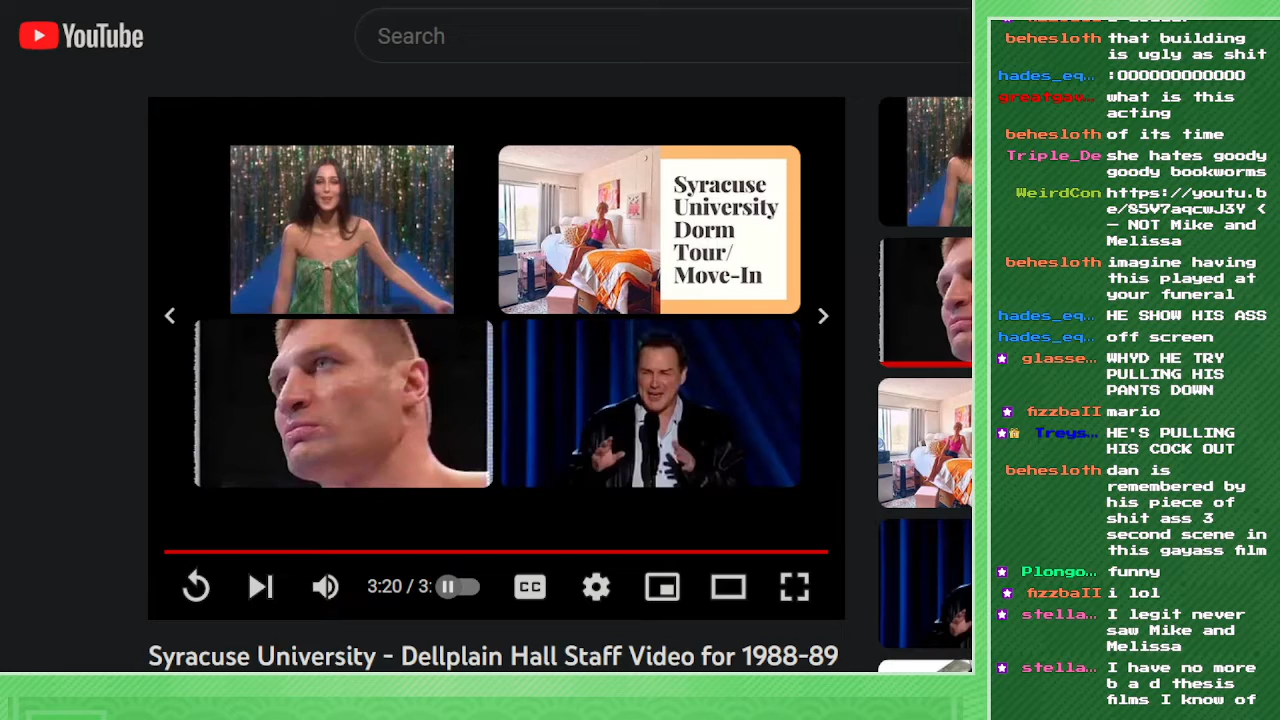 YouTube
Search
Syracuse
University
Dorm
Tour/
Move-In
3:20 / 3:
CC
Syracuse University - Dellplain Hall Staff Video for 1988-89
behesloth that building
is ugly as shit
hades_eq… :OOOOOOOOOOOO
greatgav… what is this
acting
behesloth of its time
Triple_De she hates goody
goody bookworms
WeirdCon https://youtu.b
e/85V7aqcwJ3Y <
— NOT Mike and
Melissa
behesloth imagine having
this played at
your funeral
hades_eq… HE SHOW HIS ASS
hades_eq… off screen
glasse… WHYD HE TRY
PULLING HIS
PANTS DOWN
fizzbaII mario
Treys… HE'S PULLING
HIS COCK OUT
behesloth dan is
remembered by
his piece of
shit ass 3
second scene in
this gayass film
Plongo… funny
fizzbaII i lol
stella… I legit never
saw Mike and
Melissa
stella… I have no more
b a d thesis
films I know of